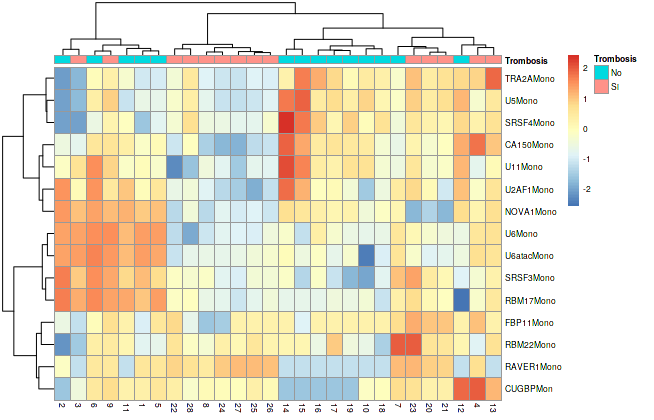 Trombosis
TRA2AMono
U5Mono
SRSF4Mono
CA150Mono
U11Mono
U2AF1Mono
NOVA1Mono
U6Mono
U6atacMono
SRSF3Mono
RBM17Mono
FBP11Mono
RBM22Mono
RAVER1Mono
CUGBPMon
2 3 6 9 11 1 5 22 28 8 24 27 25 26 14 15 16 17 19 10 18 7 23 20 21 12 4 13
2
1
0
-1
-2
Trombosis
No
SI